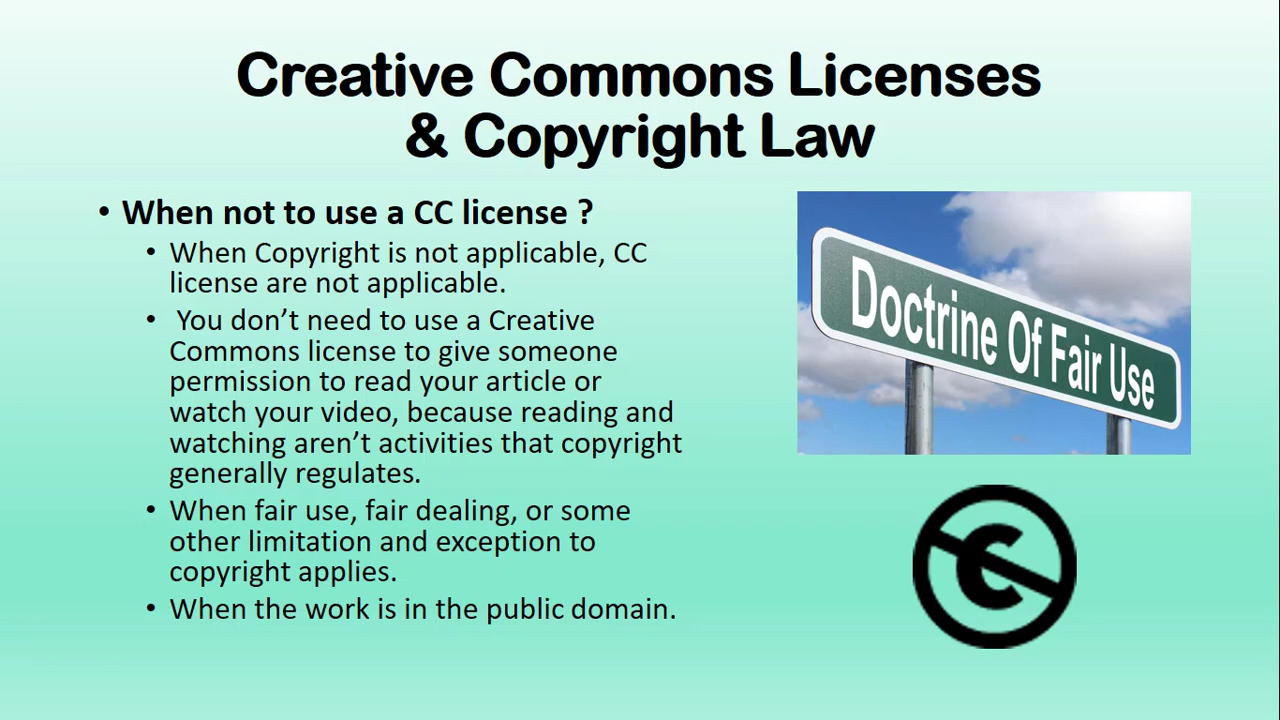 Creative Commons Licenses
& Copyright Law
• When not to use a CC license ?
• When Copyright is not applicable, CC
license are not applicable.
• You don’t need to use a Creative
Commons license to give someone
permission to read your article or
watch your video, because reading and
watching aren’t activities that copyright
generally regulates.
• When fair use, fair dealing, or some
other limitation and exception to
copyright applies.
• When the work is in the public domain.
Doctrine Of Fair Use
C